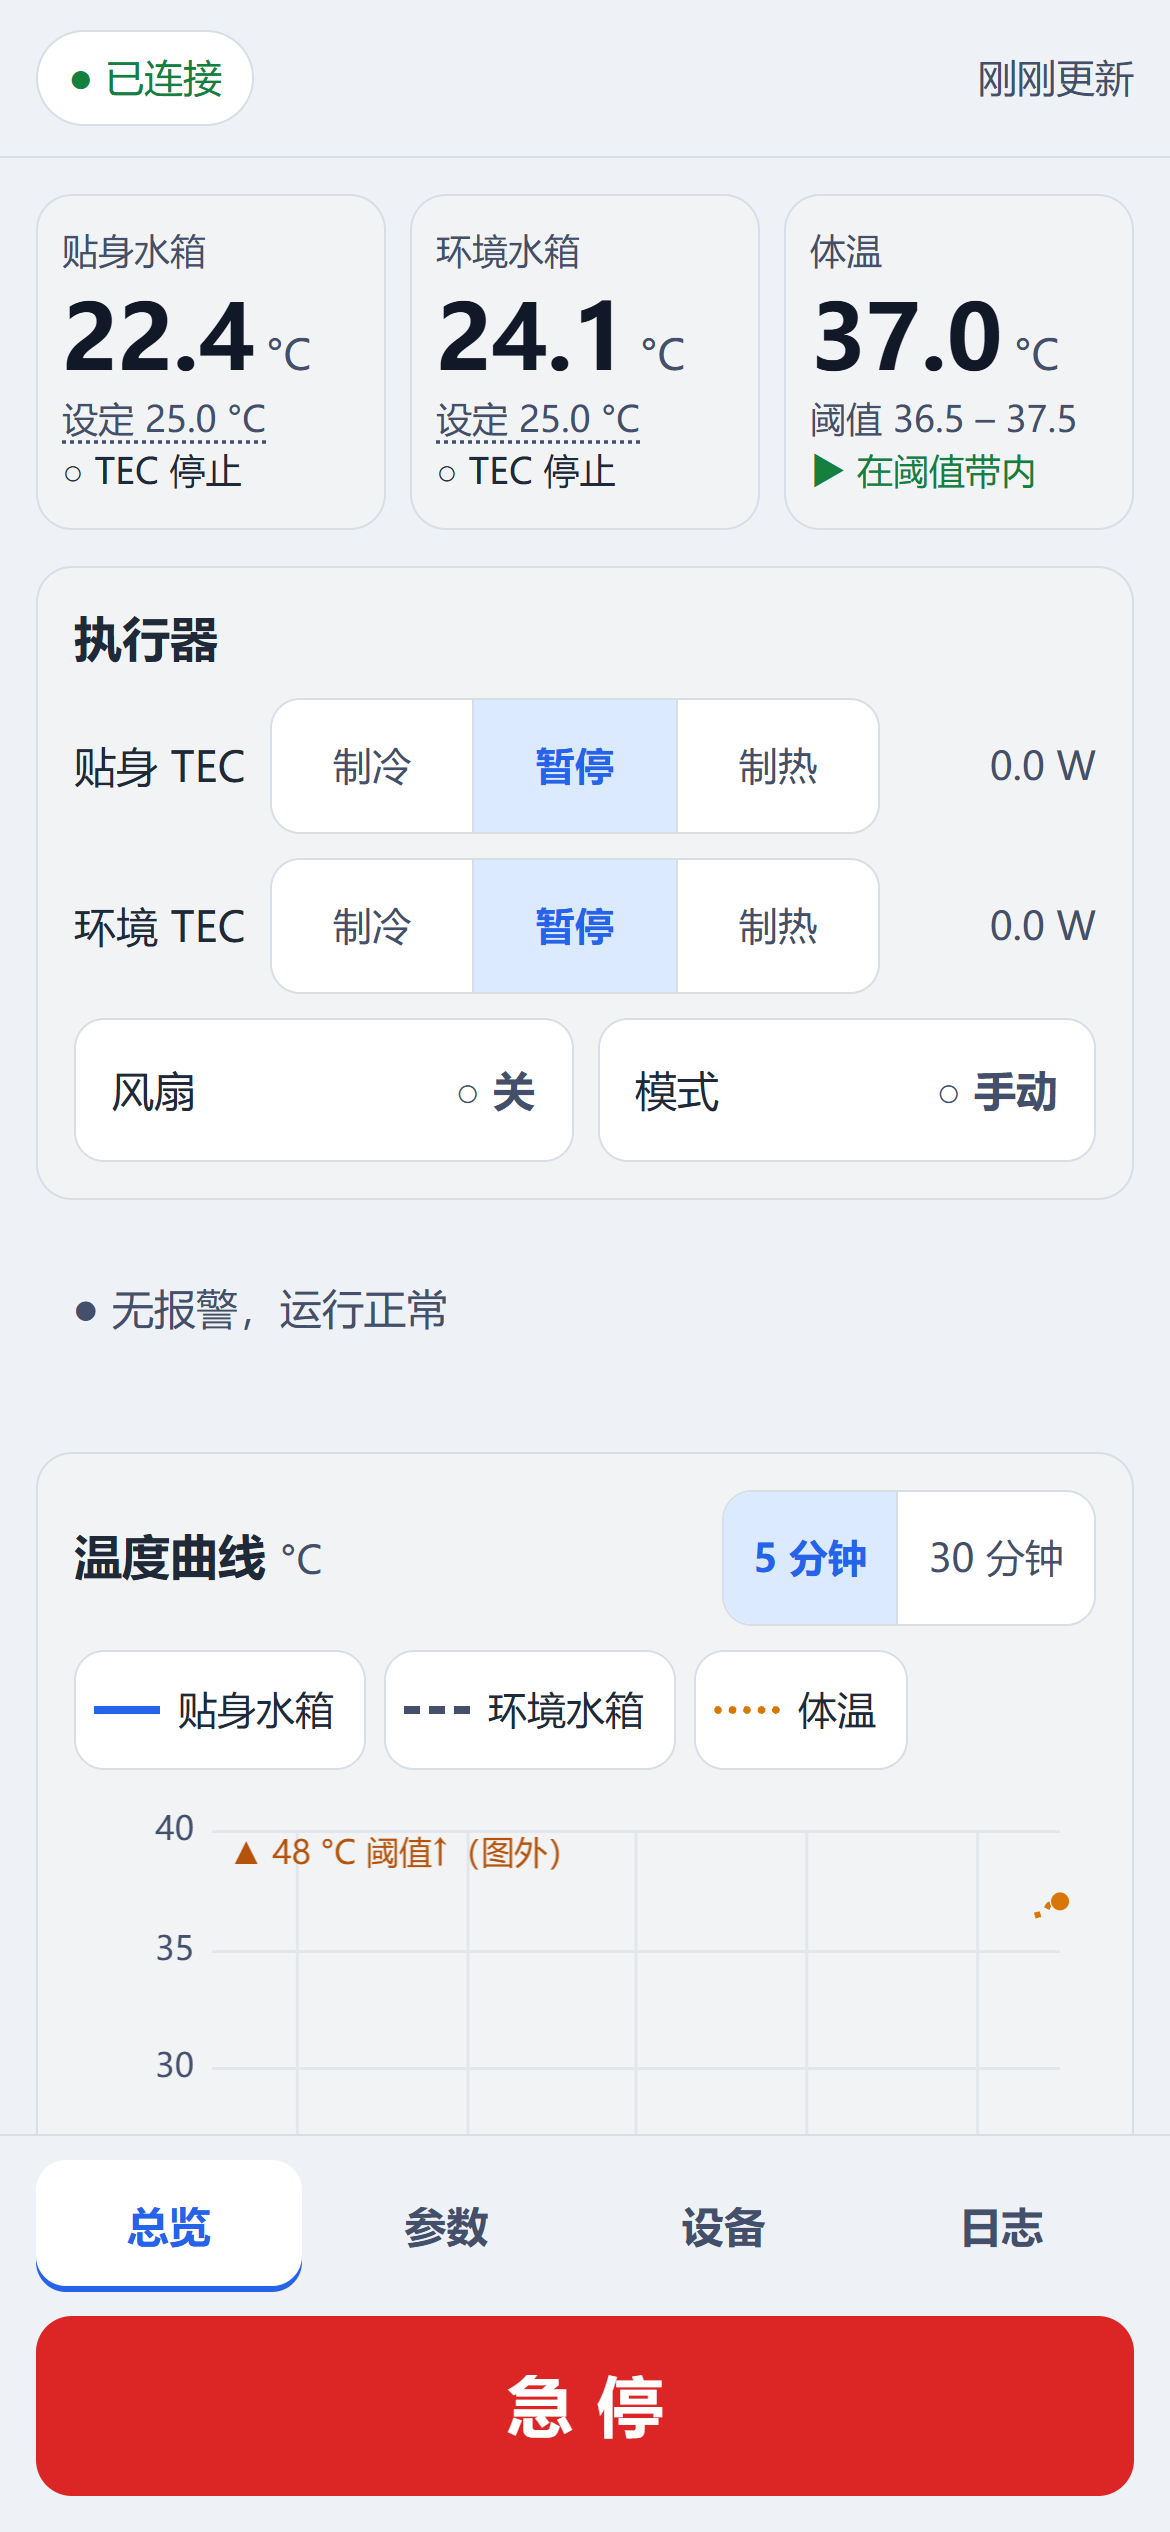 ● 已连接
刚刚更新
贴身水箱
22.4 °C
设定 25.0 °C
○ TEC 停止
环境水箱
24.1 °C
设定 25.0 °C
○ TEC 停止
体温
37.0 °C
阈值 36.5 – 37.5
▶ 在阈值带内
执行器
贴身 TEC 制冷 暂停 制热 0.0 W
环境 TEC 制冷 暂停 制热 0.0 W
风扇 ○ 关
模式 ○ 手动
● 无报警，运行正常
温度曲线 °C
5 分钟 30 分钟
贴身水箱 环境水箱 体温
40
▲ 48 °C 阈值↑（图外）
35
30
总览 参数 设备 日志
急 停